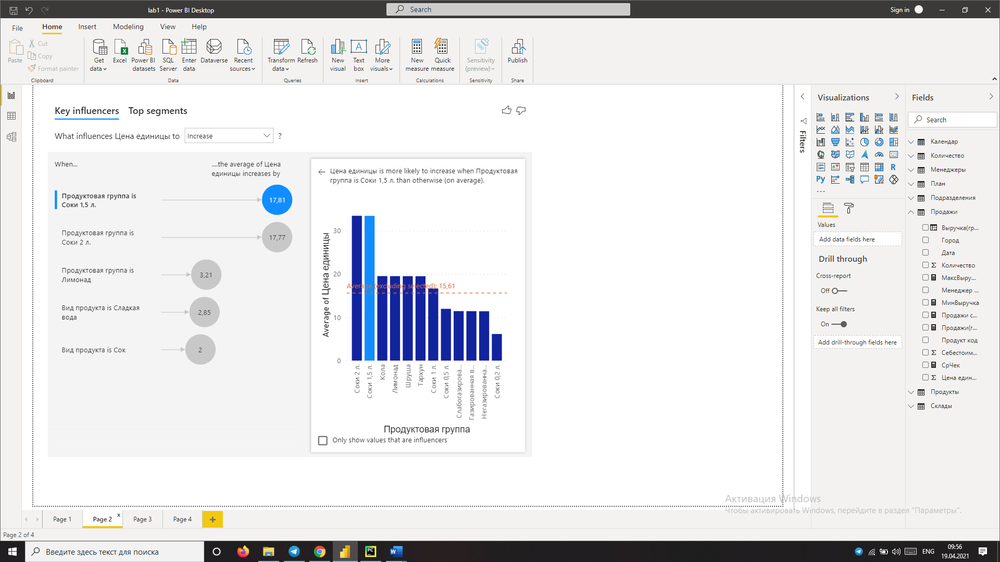 lab1 - Power BI Desktop
Search
Sign in
File
Home
Insert
Modeling
View
Help
Paste
Cut
Copy
Format painter
Clipboard
Get data
Excel
Power BI datasets
SQL Server
Enter data
Dataverse
Recent sources
Data
Transform data
Refresh
Queries
New visual
Text box
More visuals
Insert
New measure
Quick measure
Calculations
Sensitivity (preview)
Sensitivity
Publish
Share
Key influencers
Top segments
What influences Цена единицы to
Increase
?
When...
....the average of Цена
единицы increases by
Продуктовая группа is
Соки 1,5 л.
17,81
Продуктовая группа is
Соки 2 л.
17,77
Продуктовая группа is
Лимонад
3,21
Вид продукта is Сладкая
вода
2,85
Вид продукта is Сок
2
Цена единицы is more likely to increase when Продуктовая
группа is Соки 1,5 л. than otherwise (on average).
Average of Цена единицы
30
20
10
0
Average (excluding selected): 15,61
Соки 2 л.
Соки 1,5 л.
Кола
Лимонад
Шруша
Тархун
Соки 1 л.
Соки 0,5 л.
Слабогазирова...
Газированная в...
Негазированна...
Соки 0,2 л.
Продуктовая группа
Only show values that are influencers
Filters
Visualizations
R
Py
123
...
Values
Add data fields here
Drill through
Cross-report
Off
Keep all filters
On
Add drill-through fields here
Fields
Search
Календар
Количество
Менеджеры
План
Подразделения
Продажи
Выручка(гр...
Город
Дата
Количество
МаксВыру...
Менеджер ...
МинВыручка
Продажи с...
Продажи(г...
Продукт код
Себестоим...
СрЧек
Цена един...
Продукты
Склады
Активация Windows
Чтобы активировать Windows, перейдите в раздел "Параметры".
Page 1
Page 2
x
Page 3
Page 4
+
Page 2 of 4
Введите здесь текст для поиска
PC
W
ENG
09:56
19.04.2021